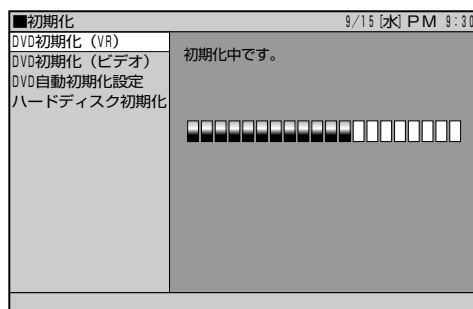 ■初期化 9/15[水] PM 9:30
DVD初期化（VR）
DVD初期化（ビデオ）
DVD自動初期化設定
ハードディスク初期化
初期化中です。